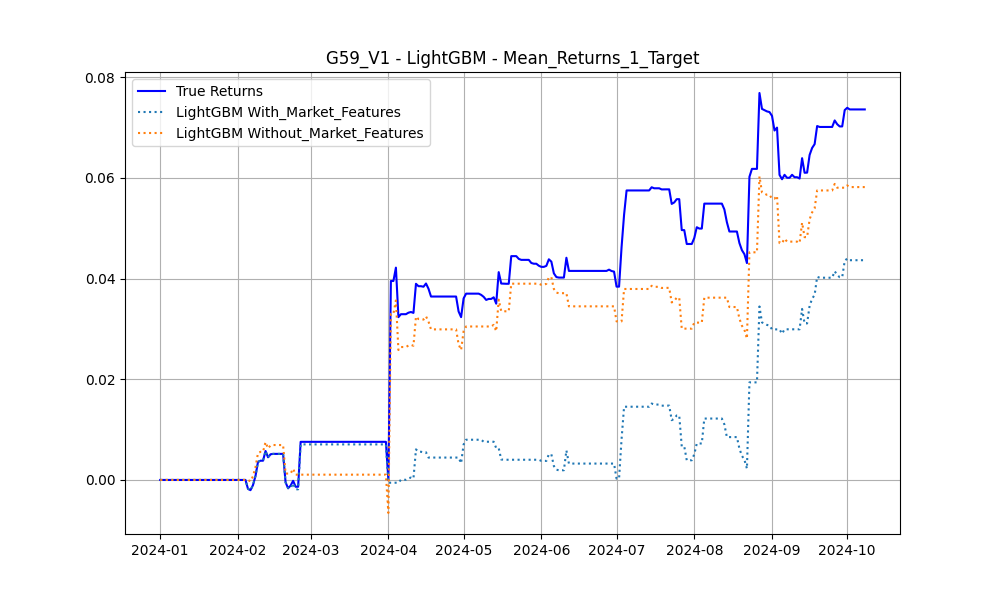 G59_V1 - LightGBM - Mean_Returns_1_Target
True Returns
LightGBM With_Market_Features
LightGBM Without_Market_Features
0.08
0.06
0.04
0.02
0.00
2024-01 2024-02 2024-03 2024-04 2024-05 2024-06 2024-07 2024-08 2024-09 2024-10